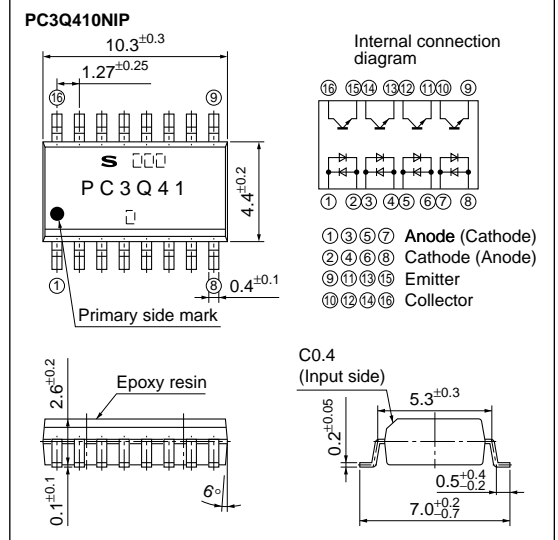 PC3Q410NIP
10.3±0.3
1.27±0.25
⑯ ⑨
S
PC3Q41
4.4±0.2
① ⑧
0.4±0.1
Primary side mark
Internal connection
diagram
⑯ ⑮⑭ ⑬⑫ ⑪⑩ ⑨
① ②③ ④⑤ ⑥⑦ ⑧
①③⑤⑦ Anode (Cathode)
②④⑥⑧ Cathode (Anode)
⑨⑪⑬⑮ Emitter
⑩⑫⑭⑯ Collector
2.6±0.2
Epoxy resin
0.1±0.1
6°
C0.4
(Input side)
5.3±0.3
0.2±0.05
0.5+0.4−0.2
7.0+0.2−0.7